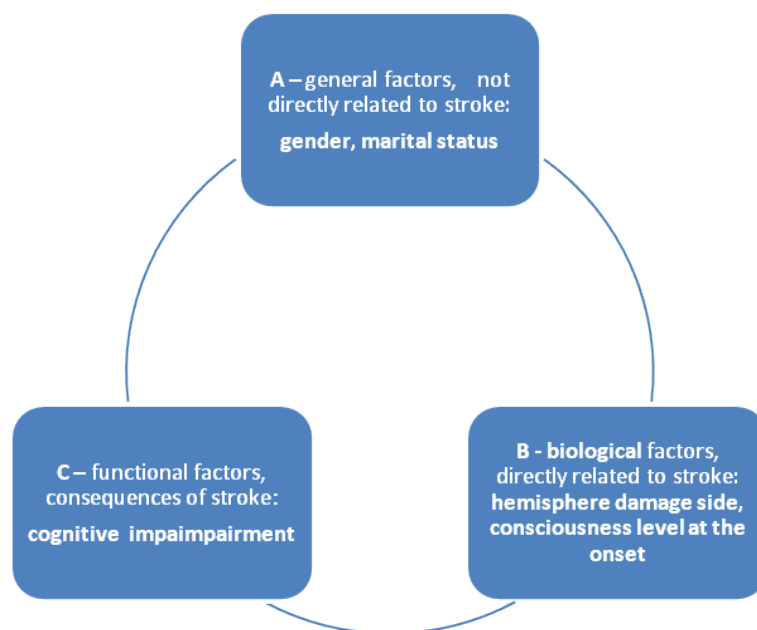 A – general factors, not
directly related to stroke:
gender, marital status
C – functional factors,
consequences of stroke:
cognitive impaimpairment
B - biological factors,
directly related to stroke:
hemisphere damage side,
consciousness level at the
onset